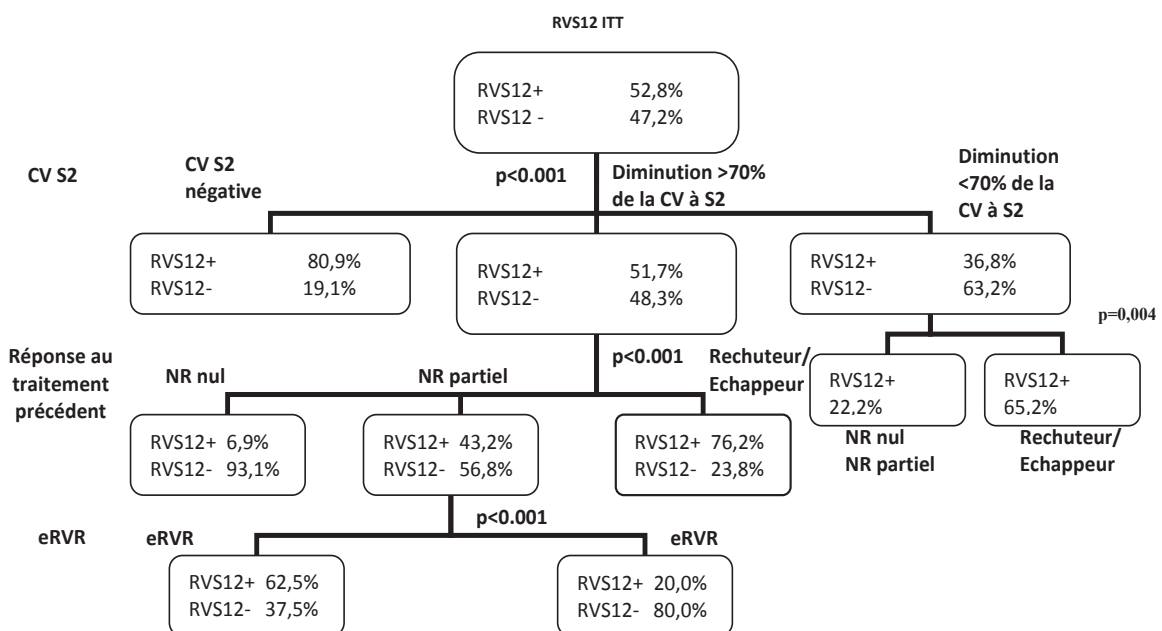 RVS12 ITT
RVS12+ 52,8%
RVS12 - 47,2%
CV S2
CV S2
négative
p<0.001
Diminution >70%
de la CV à S2
Diminution
<70% de la
CV à S2
RVS12+ 80,9%
RVS12- 19,1%
RVS12+ 51,7%
RVS12- 48,3%
RVS12+ 36,8%
RVS12- 63,2%
p=0,004
Réponse au
traitement
précédent
NR nul
NR partiel
p<0.001
Rechuteur/
Echappeur
RVS12+ 6,9%
RVS12- 93,1%
RVS12+ 43,2%
RVS12- 56,8%
RVS12+ 76,2%
RVS12- 23,8%
RVS12+
22,2%
NR nul
NR partiel
RVS12+
65,2%
Rechuteur/
Echappeur
eRVR
eRVR
p<0.001
eRVR
RVS12+ 62,5%
RVS12- 37,5%
RVS12+ 20,0%
RVS12- 80,0%